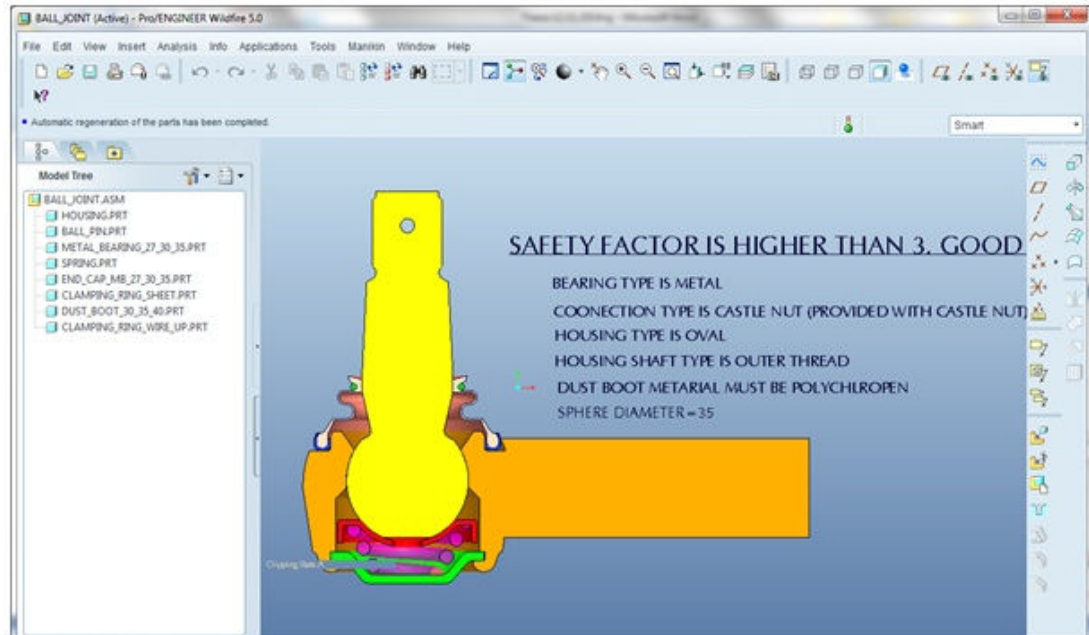 BALL_JOINT (Active) - Pro/ENGINEER Wildfire 5.0
File Edit View Insert Analysis Info Applications Tools Manikin Window Help
Automatic regeneration of the parts has been completed.
Smart
Model Tree
BALL_JOINT.ASM
HOUSING.PRT
BALL_PIN.PRT
METAL_BEARING_27_30_35.PRT
SPRING.PRT
END_CAP_MB_27_30_35.PRT
CLAMPING_RING_SHEET.PRT
DUST_BOOT_30_35_40.PRT
CLAMPING_RING_WIRE_UP.PRT
SAFETY FACTOR IS HIGHER THAN 3. GOOD
BEARING TYPE IS METAL
COONECTION TYPE IS CASTLE NUT (PROVIDED WITH CASTLE NUT)
HOUSING TYPE IS OVAL
HOUSING SHAFT TYPE IS OUTER THREAD
DUST BOOT METARIAL MUST BE POLYCHLROPEN
SPHERE DIAMETER=35